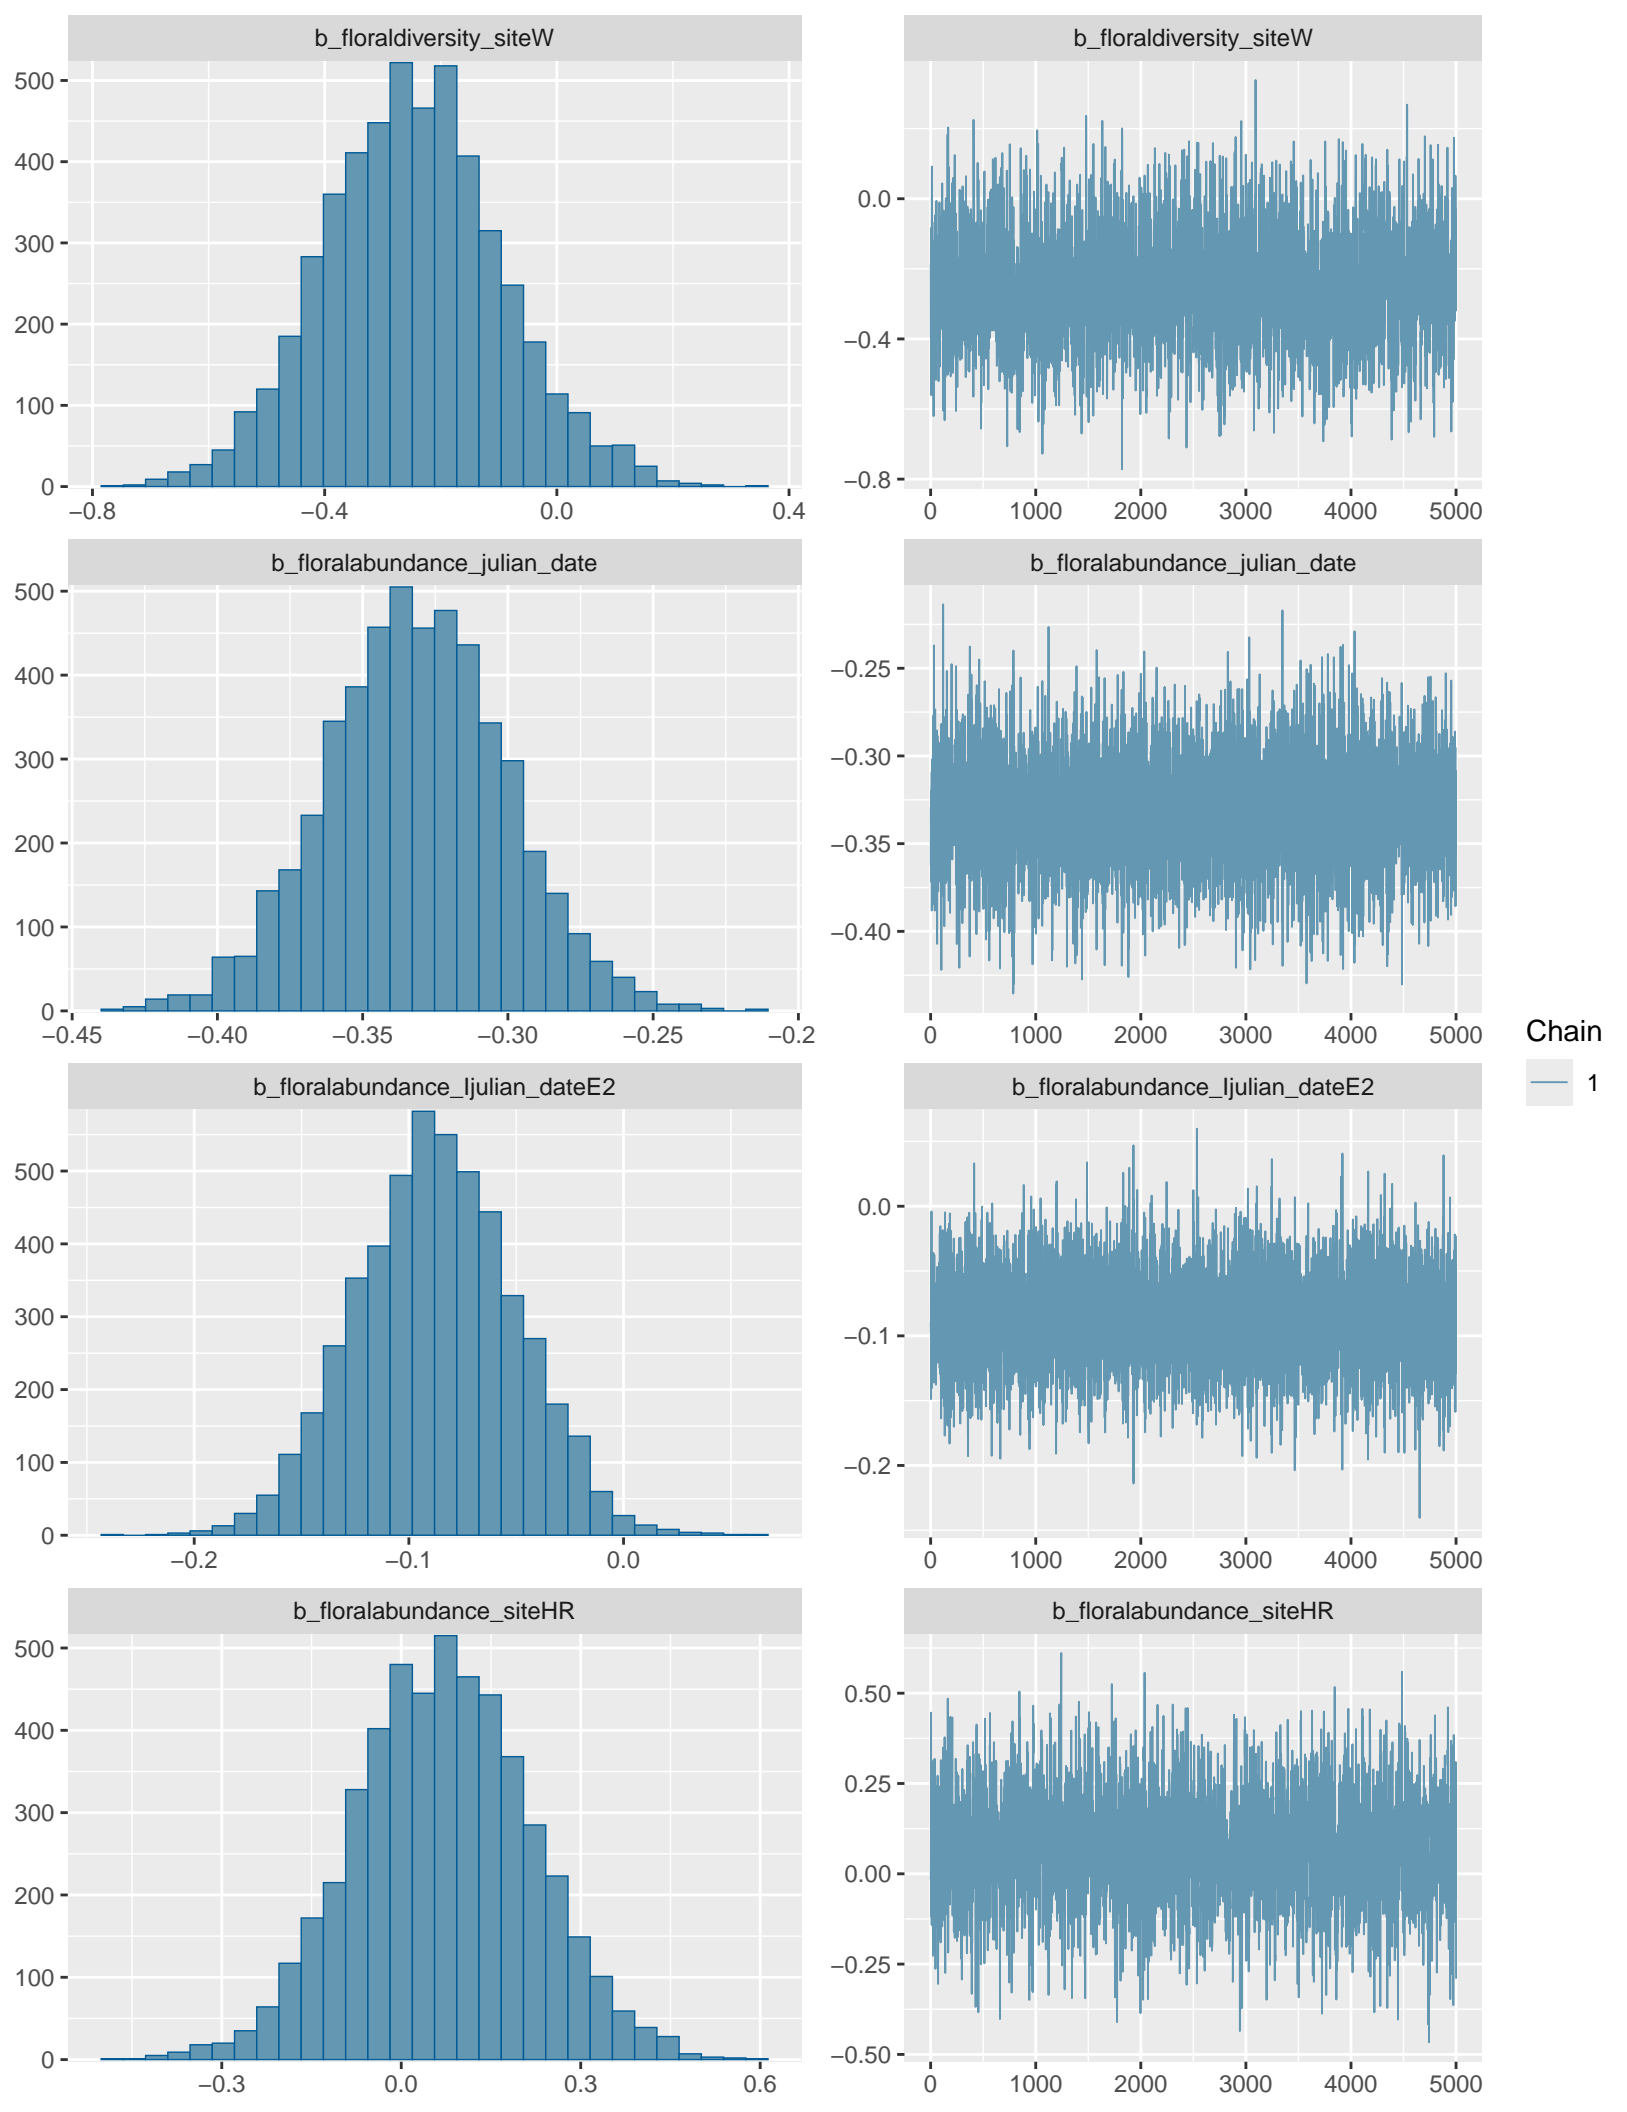 b_floraldiversity_siteW
b_floraldiversity_siteW
500
400
300
200
100
0
−0.8 −0.4 0.0 0.4
0.0
−0.4
−0.8
0 1000 2000 3000 4000 5000
b_floralabundance_julian_date
b_floralabundance_julian_date
500
400
300
200
100
0
−0.45 −0.40 −0.35 −0.30 −0.25 −0.2
−0.25
−0.30
−0.35
−0.40
0 1000 2000 3000 4000 5000
Chain
1
b_floralabundance_Ijulian_dateE2
b_floralabundance_Ijulian_dateE2
500
400
300
200
100
0
−0.2 −0.1 0.0
0.0
−0.1
−0.2
0 1000 2000 3000 4000 5000
b_floralabundance_siteHR
b_floralabundance_siteHR
500
400
300
200
100
0
−0.3 0.0 0.3 0.6
0.50
0.25
0.00
−0.25
−0.50
0 1000 2000 3000 4000 5000